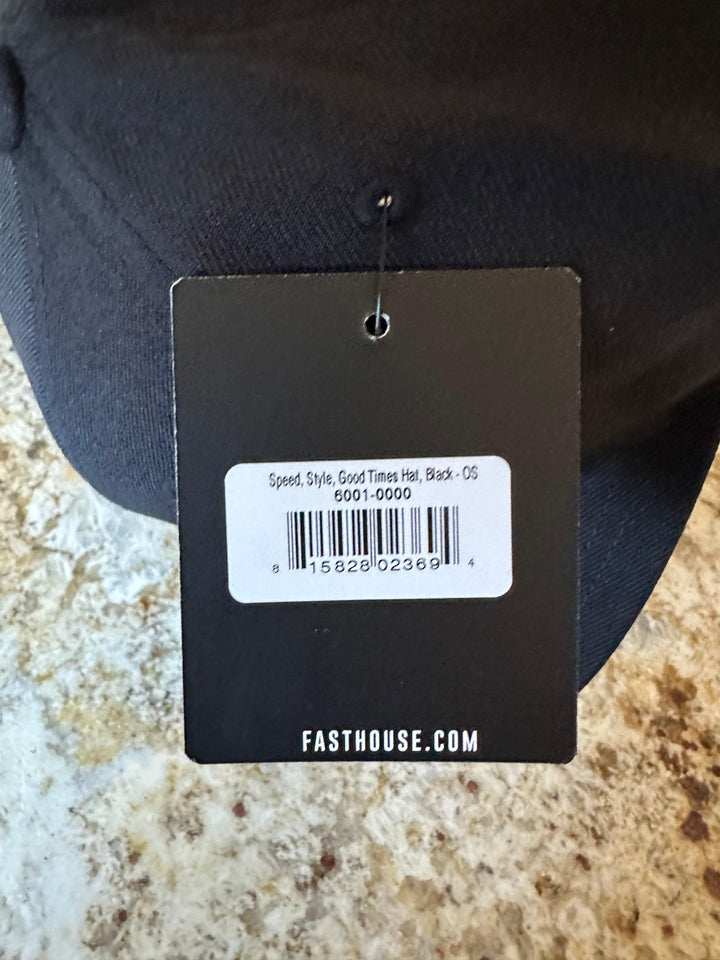 Speed, Style, Good Times Hat, Black - OS
6001-0000
8 15828 02369 4
FASTHOUSE.COM